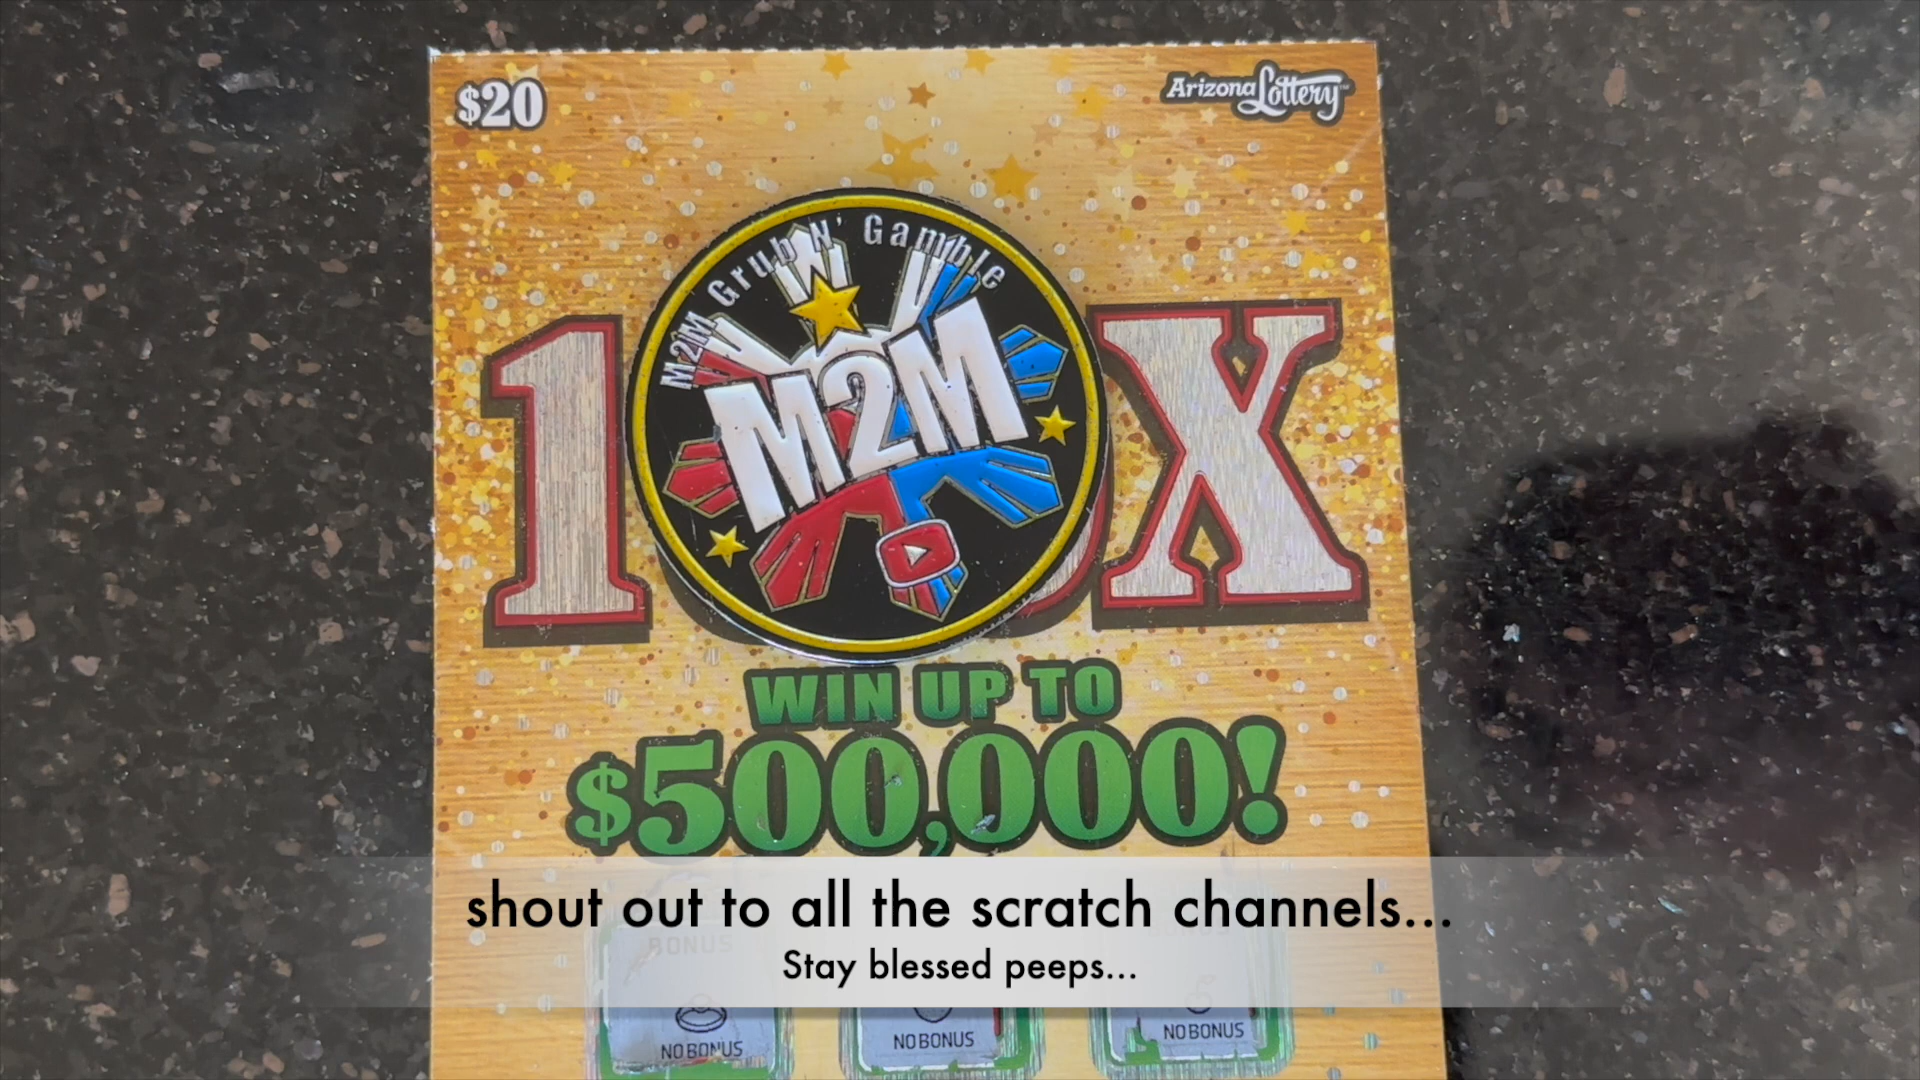 $20
Arizona Lottery
M2M Grub N' Gamble
M2M
1 X
WIN UP TO
$500,000!
shout out to all the scratch channels...
Stay blessed peeps...
BONUS
NO BONUS
NO BONUS
NO BONUS